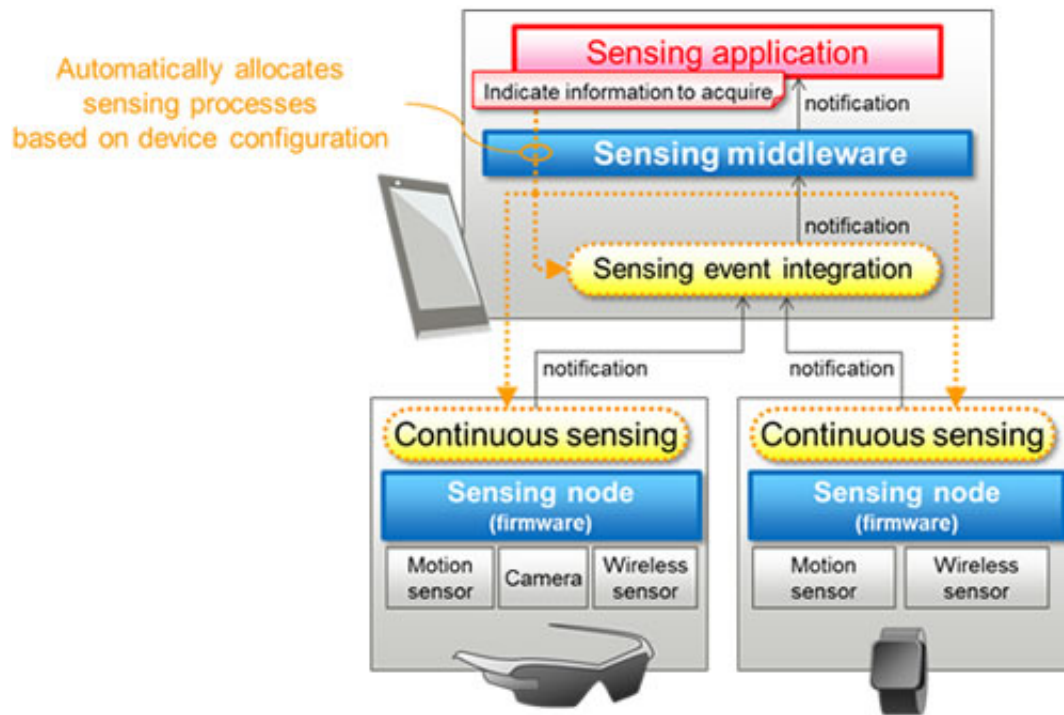 Sensing application
Automatically allocates
sensing processes
based on device configuration
Indicate information to acquire
notification
Sensing middleware
notification
Sensing event integration
notification
notification
Continuous sensing
Continuous sensing
Sensing node
(firmware)
Sensing node
(firmware)
Motion
sensor
Camera
Wireless
sensor
Motion
sensor
Wireless
sensor